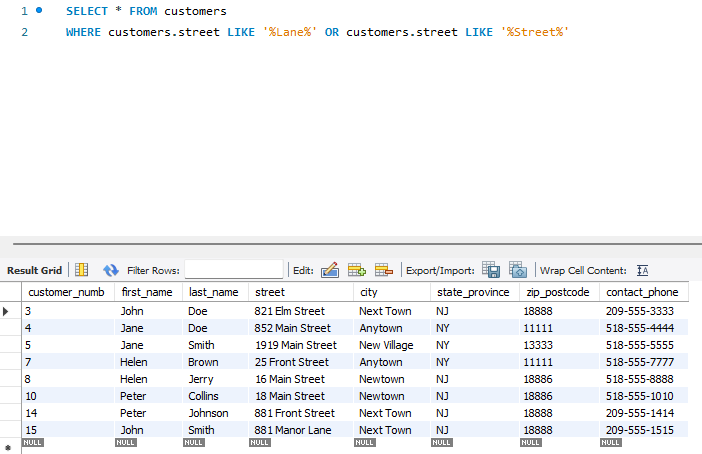 1 SELECT * FROM customers
2 WHERE customers.street LIKE '%Lane%' OR customers.street LIKE '%Street%'
Result Grid Filter Rows: Edit: Export/Import: Wrap Cell Content: IA
customer_numb first_name last_name street city state_province zip_postcode contact_phone
3 John Doe 821 Elm Street Next Town NJ 18888 209-555-3333
4 Jane Doe 852 Main Street Anytown NY 11111 518-555-4444
5 Jane Smith 1919 Main Street New Village NY 13333 518-555-5555
7 Helen Brown 25 Front Street Anytown NY 11111 518-555-7777
8 Helen Jerry 16 Main Street Newtown NJ 18886 518-555-8888
10 Peter Collins 18 Main Street Newtown NJ 18886 518-555-1010
14 Peter Johnson 881 Front Street Next Town NJ 18888 209-555-1414
15 John Smith 881 Manor Lane Next Town NJ 18888 209-555-1515
NULL NULL NULL NULL NULL NULL NULL NULL